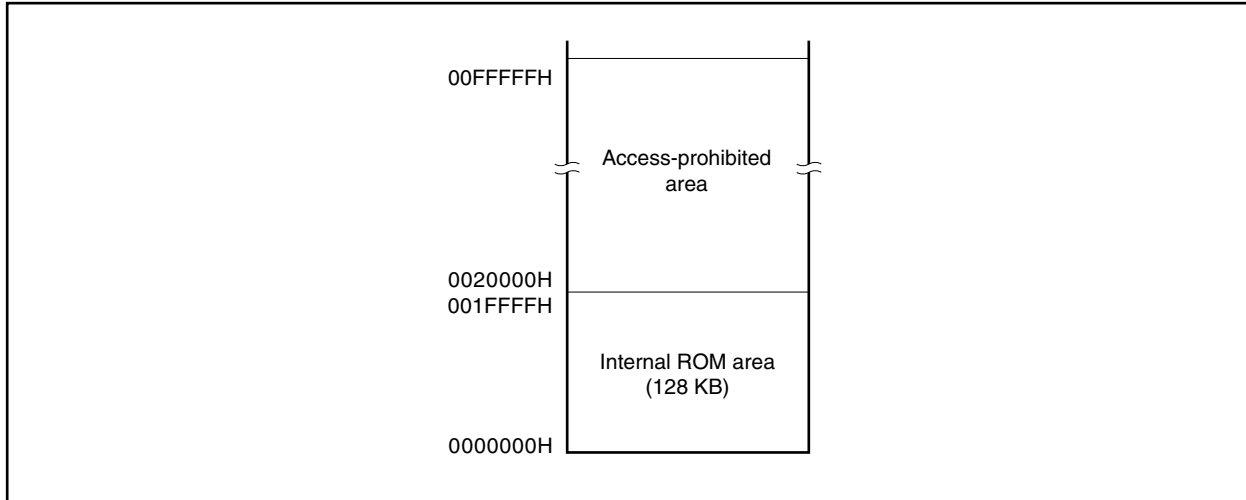 00FFFFFH
Access-prohibited
area
0020000H
001FFFFH
Internal ROM area
(128 KB)
0000000H